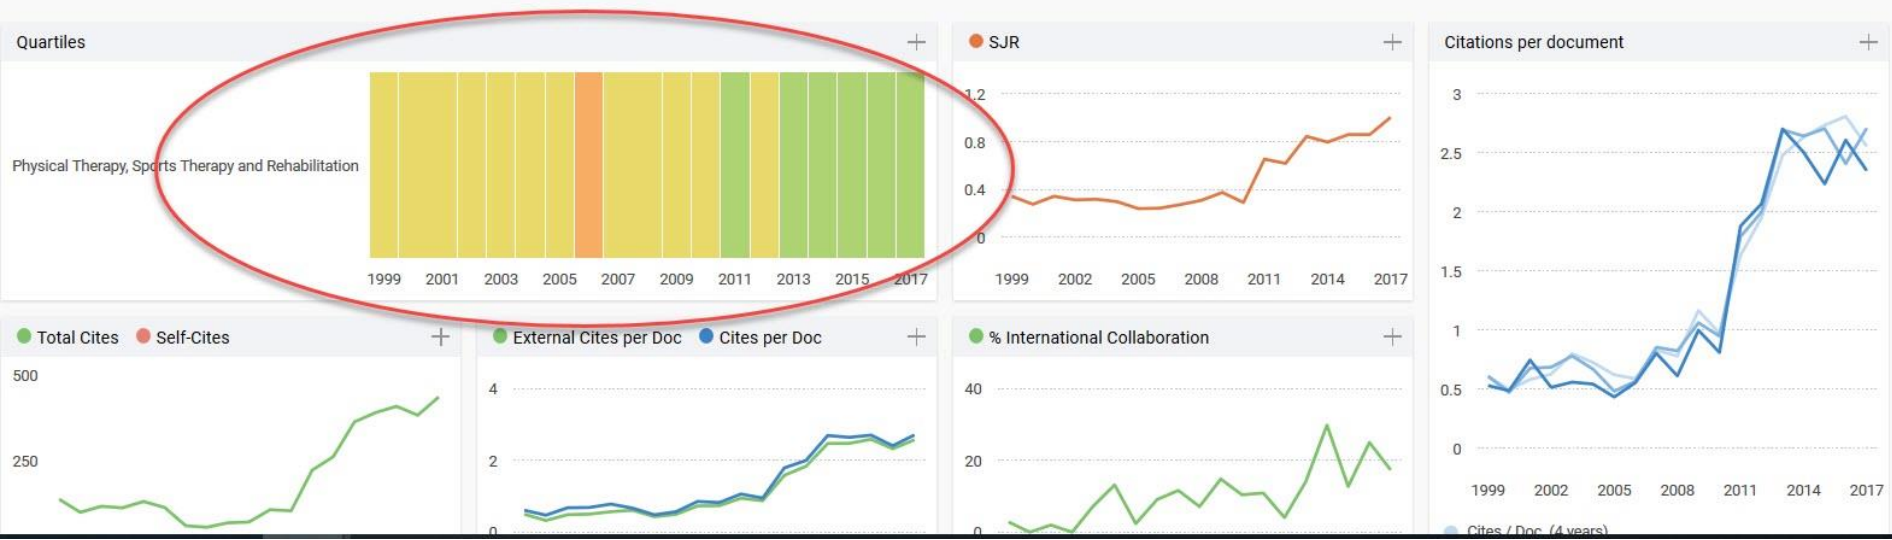 Quartiles
Physical Therapy, Sports Therapy and Rehabilitation
1999 2001 2003 2005 2007 2009 2011 2013 2015 2017
SJR
1.2
0.8
0.4
0
1999 2002 2005 2008 2011 2014 2017
Citations per document
3
2.5
2
1.5
1
0.5
0
1999 2002 2005 2008 2011 2014 2017
Cites / Doc. (4 years)
Total Cites Self-Cites
500
250
External Cites per Doc Cites per Doc
4
2
0
% International Collaboration
40
20
0